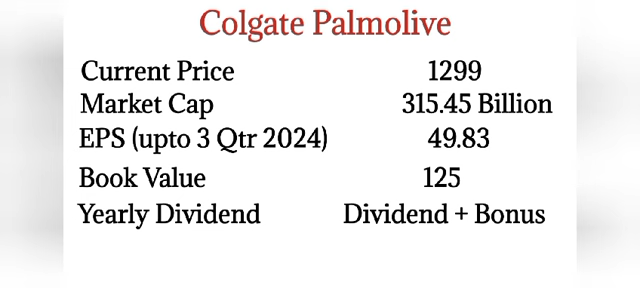 Colgate Palmolive
Current Price 1299
Market Cap 315.45 Billion
EPS (upto 3 Qtr 2024) 49.83
Book Value 125
Yearly Dividend Dividend + Bonus